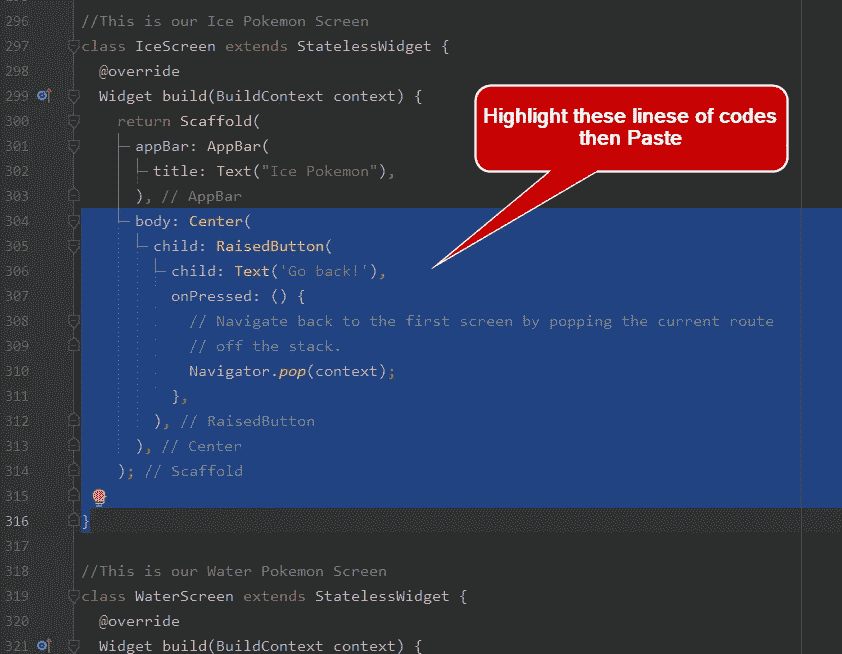 296 //This is our Ice Pokemon Screen
297 class IceScreen extends StatelessWidget {
298 @override
299 Widget build(BuildContext context) {
300 return Scaffold(
301 appBar: AppBar(
302 title: Text("Ice Pokemon"),
303 ), // AppBar
304 body: Center(
305 child: RaisedButton(
306 child: Text('Go back!'),
307 onPressed: () {
308 // Navigate back to the first screen by popping the current route
309 // off the stack.
310 Navigator.pop(context);
311 },
312 ), // RaisedButton
313 ), // Center
314 ); // Scaffold
315
316 }
317
318 //This is our Water Pokemon Screen
319 class WaterScreen extends StatelessWidget {
320 @override
321 Widget build(BuildContext context) {
Highlight these linese of codes
then Paste